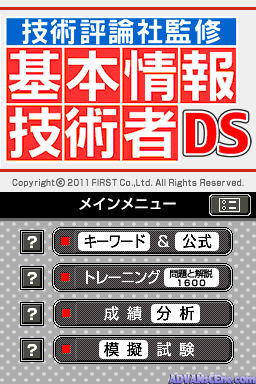 技術評論社監修
基本情報
技術者DS
Copyright© 2011 FIRST Co.,Ltd. All Rights Reserved.
メインメニュー
? キーワード & 公式
? トレーニング 問題と解説 1600
? 成績 分析
? 模擬 試験
ADVANsCEne.com